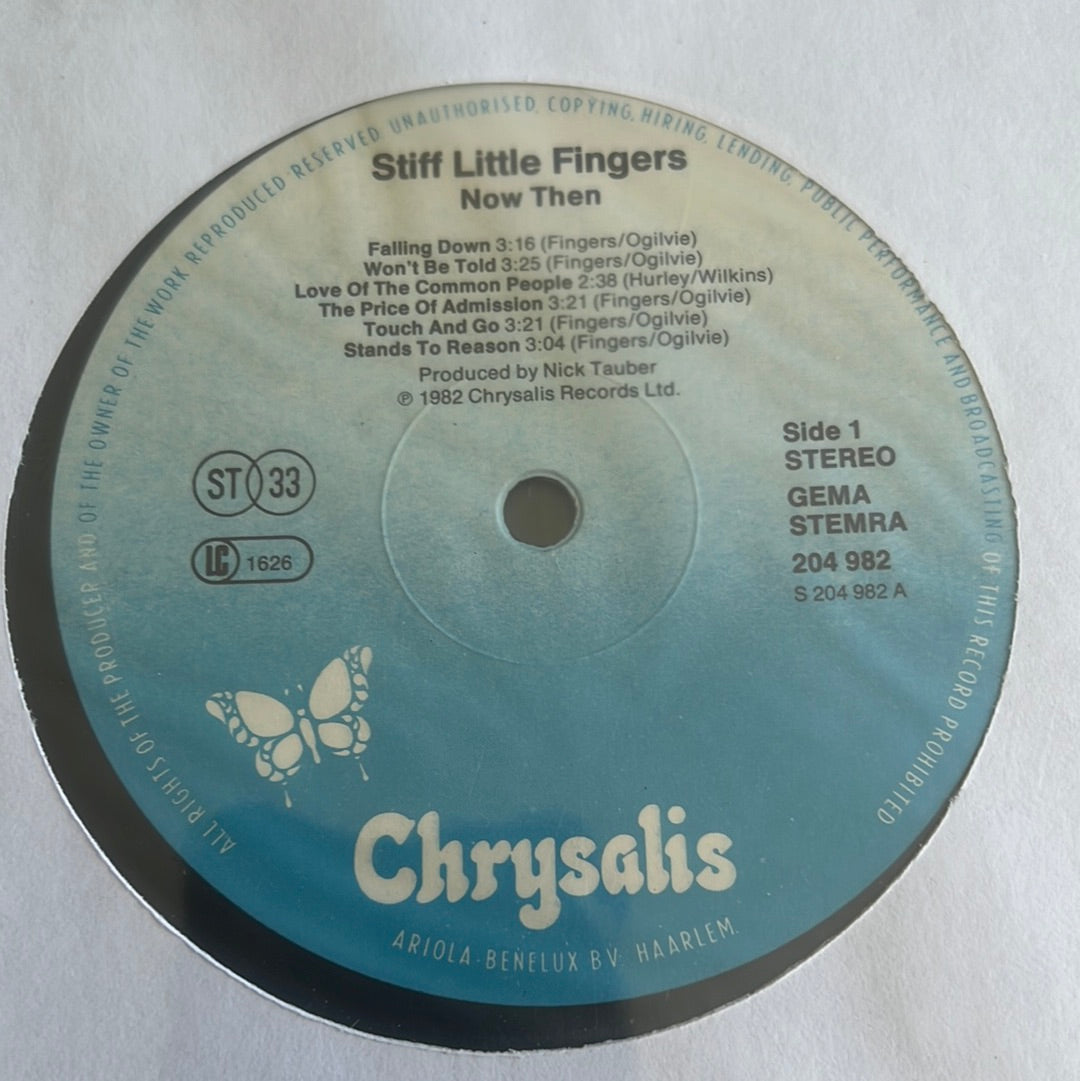 ALL RIGHTS OF THE PRODUCER AND OF THE OWNER OF THE WORK REPRODUCED RESERVED. UNAUTHORISED, COPYING, HIRING, LENDING, PUBLIC PERFORMANCE AND BROADCASTING OF THIS RECORD PROHIBITED
Stiff Little Fingers
Now Then
Falling Down 3:16 (Fingers/Ogilvie)
Won't Be Told 3:25 (Fingers/Ogilvie)
Love Of The Common People 2:38 (Hurley/Wilkins)
The Price Of Admission 3:21 (Fingers/Ogilvie)
Touch And Go 3:21 (Fingers/Ogilvie)
Stands To Reason 3:04 (Fingers/Ogilvie)
Produced by Nick Tauber
℗ 1982 Chrysalis Records Ltd.
ST 33
LC 1626
Side 1
STEREO
GEMA
STEMRA
204 982
S 204 982 A
Chrysalis
ARIOLA-BENELUX BV. HAARLEM.